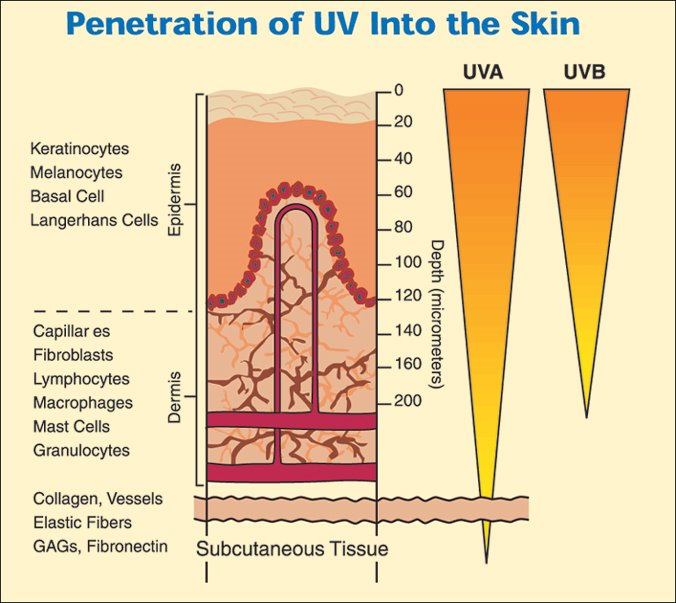 Penetration of UV Into the Skin
UVA
UVB
0
20
40
60
80
100
120
140
160
200
Depth (micrometers)
Epidermis
Keratinocytes
Melanocytes
Basal Cell
Langerhans Cells
Dermis
Capillar es
Fibroblasts
Lymphocytes
Macrophages
Mast Cells
Granulocytes
Collagen, Vessels
Elastic Fibers
GAGs, Fibronectin
Subcutaneous Tissue